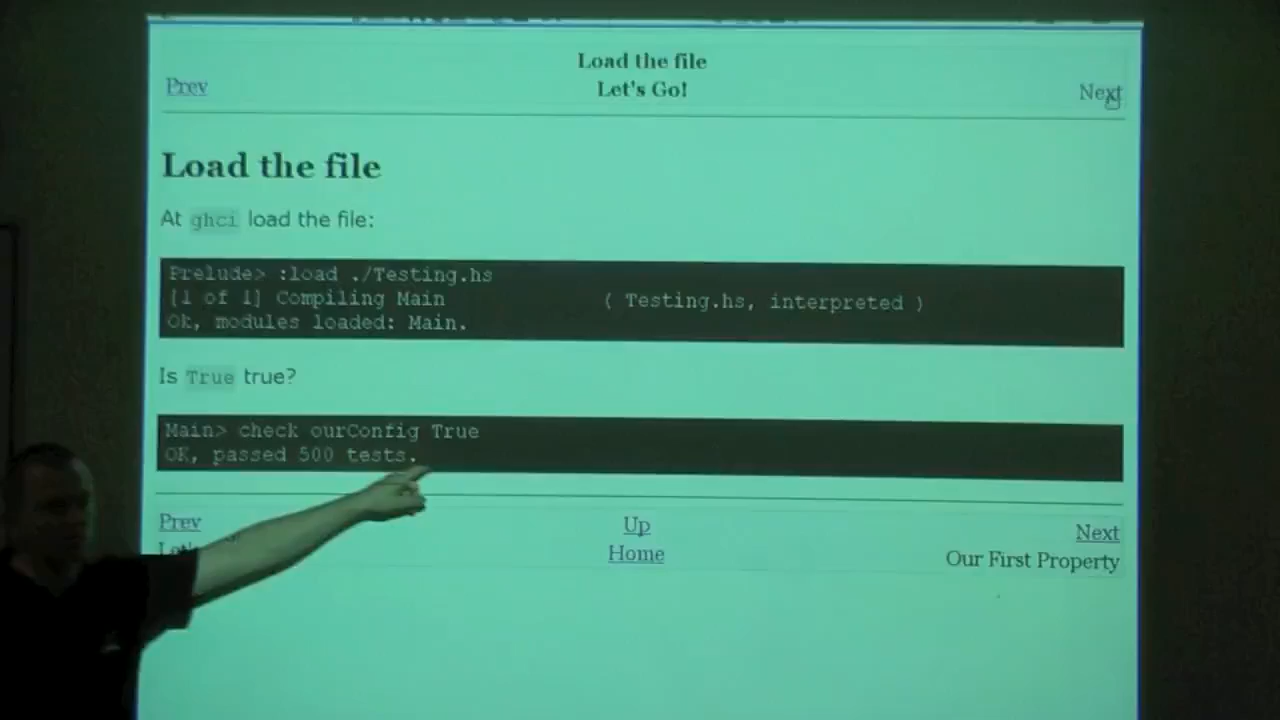 Load the file
Prev Let's Go! Next
Load the file
At ghci load the file:
Prelude> :load ./Testing.hs
[1 of 1] Compiling Main ( Testing.hs, interpreted )
Ok, modules loaded: Main.
Is True true?
Main> check ourConfig True
OK, passed 500 tests.
Prev Up Next
Home Our First Property